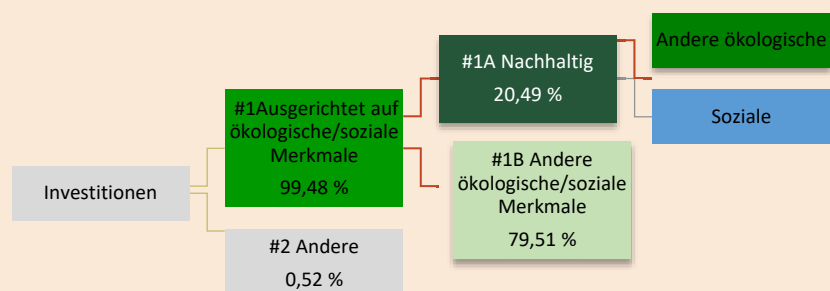 Investitionen
#1Ausgerichtet auf
ökologische/soziale
Merkmale
99,48 %
#2 Andere
0,52 %
#1A Nachhaltig
20,49 %
#1B Andere
ökologische/soziale
Merkmale
79,51 %
Andere ökologische
Soziale